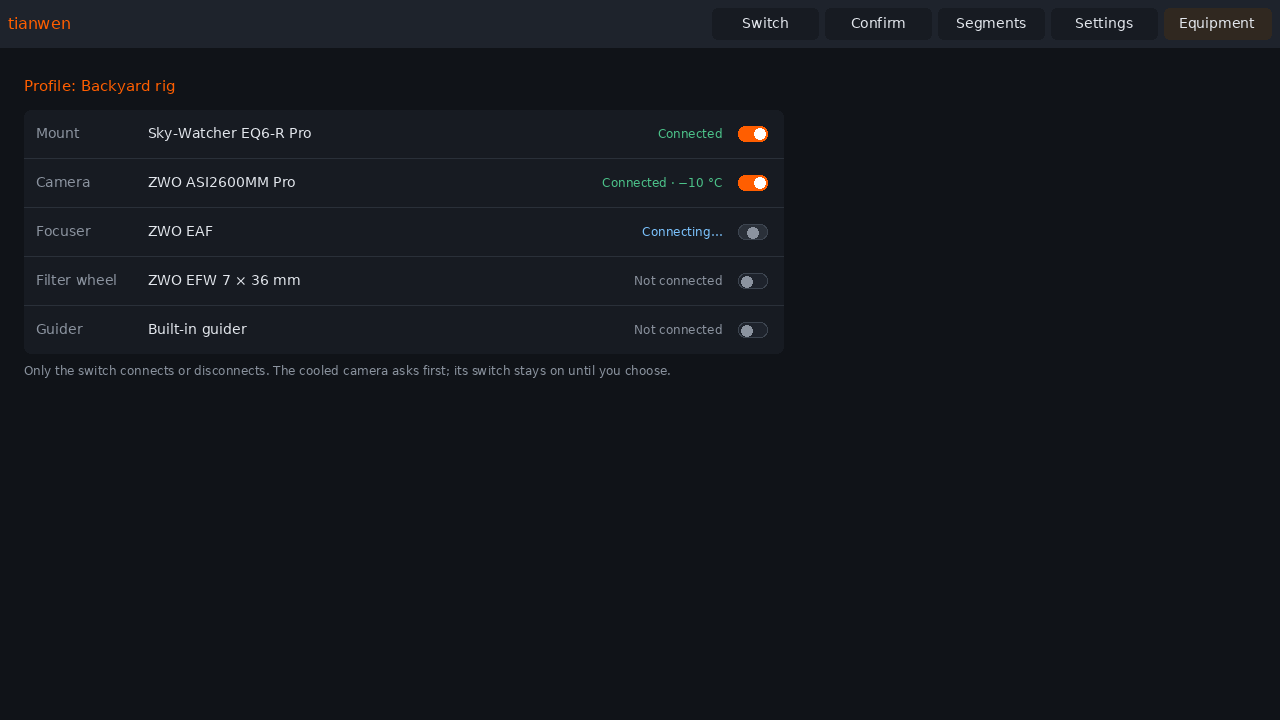 tianwen Switch Confirm Segments Settings Equipment
Profile: Backyard rig
Mount Sky-Watcher EQ6-R Pro Connected
Camera ZWO ASI2600MM Pro Connected · −10 °C
Focuser ZWO EAF Connecting…
Filter wheel ZWO EFW 7 × 36 mm Not connected
Guider Built-in guider Not connected
Only the switch connects or disconnects. The cooled camera asks first; its switch stays on until you choose.